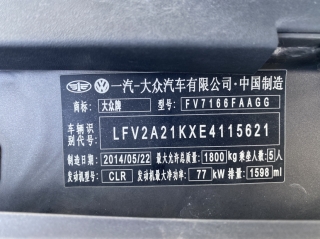 一汽-大众汽车有限公司·中国制造
商标: 大众牌 型号: FV7166FAAGG
车辆识别代号: LFV2A21KXE4115621
制造日期: 2014/05/22 最大允许总质量: 1800 kg 乘坐人数: 5 人
发动机型号: CLR 发动机最大净功率: 77 kW 排量: 1598 ml